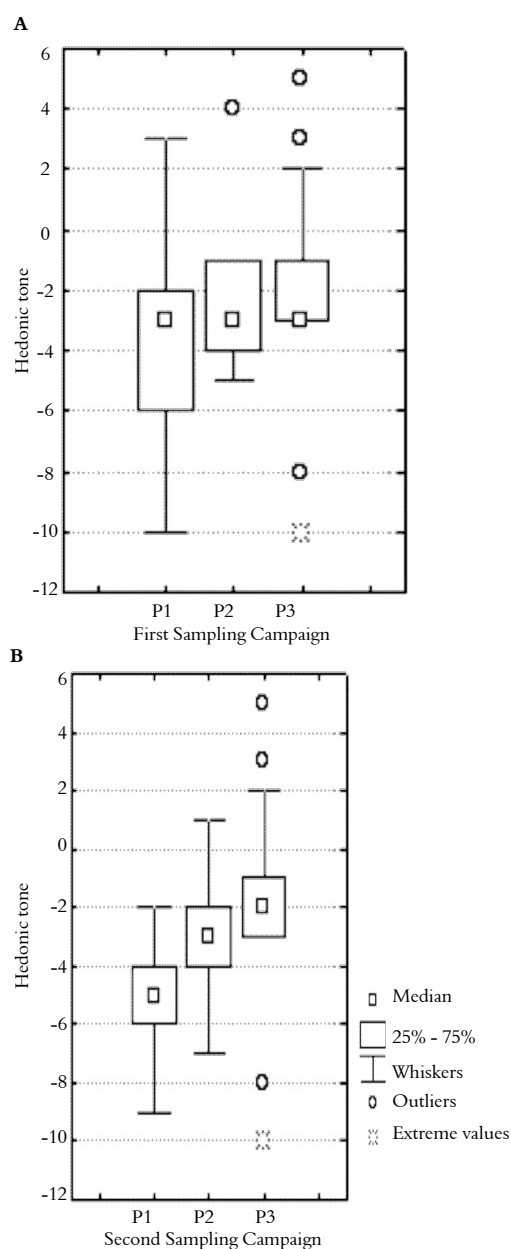 A
6
4
2
0
-2
-4
-6
-8
-10
-12
Hedonic tone
P1 P2 P3
First Sampling Campaign
B
6
4
2
0
-2
-4
-6
-8
-10
-12
Hedonic tone
P1 P2 P3
Second Sampling Campaign
Median
25% - 75%
Whiskers
Outliers
Extreme values